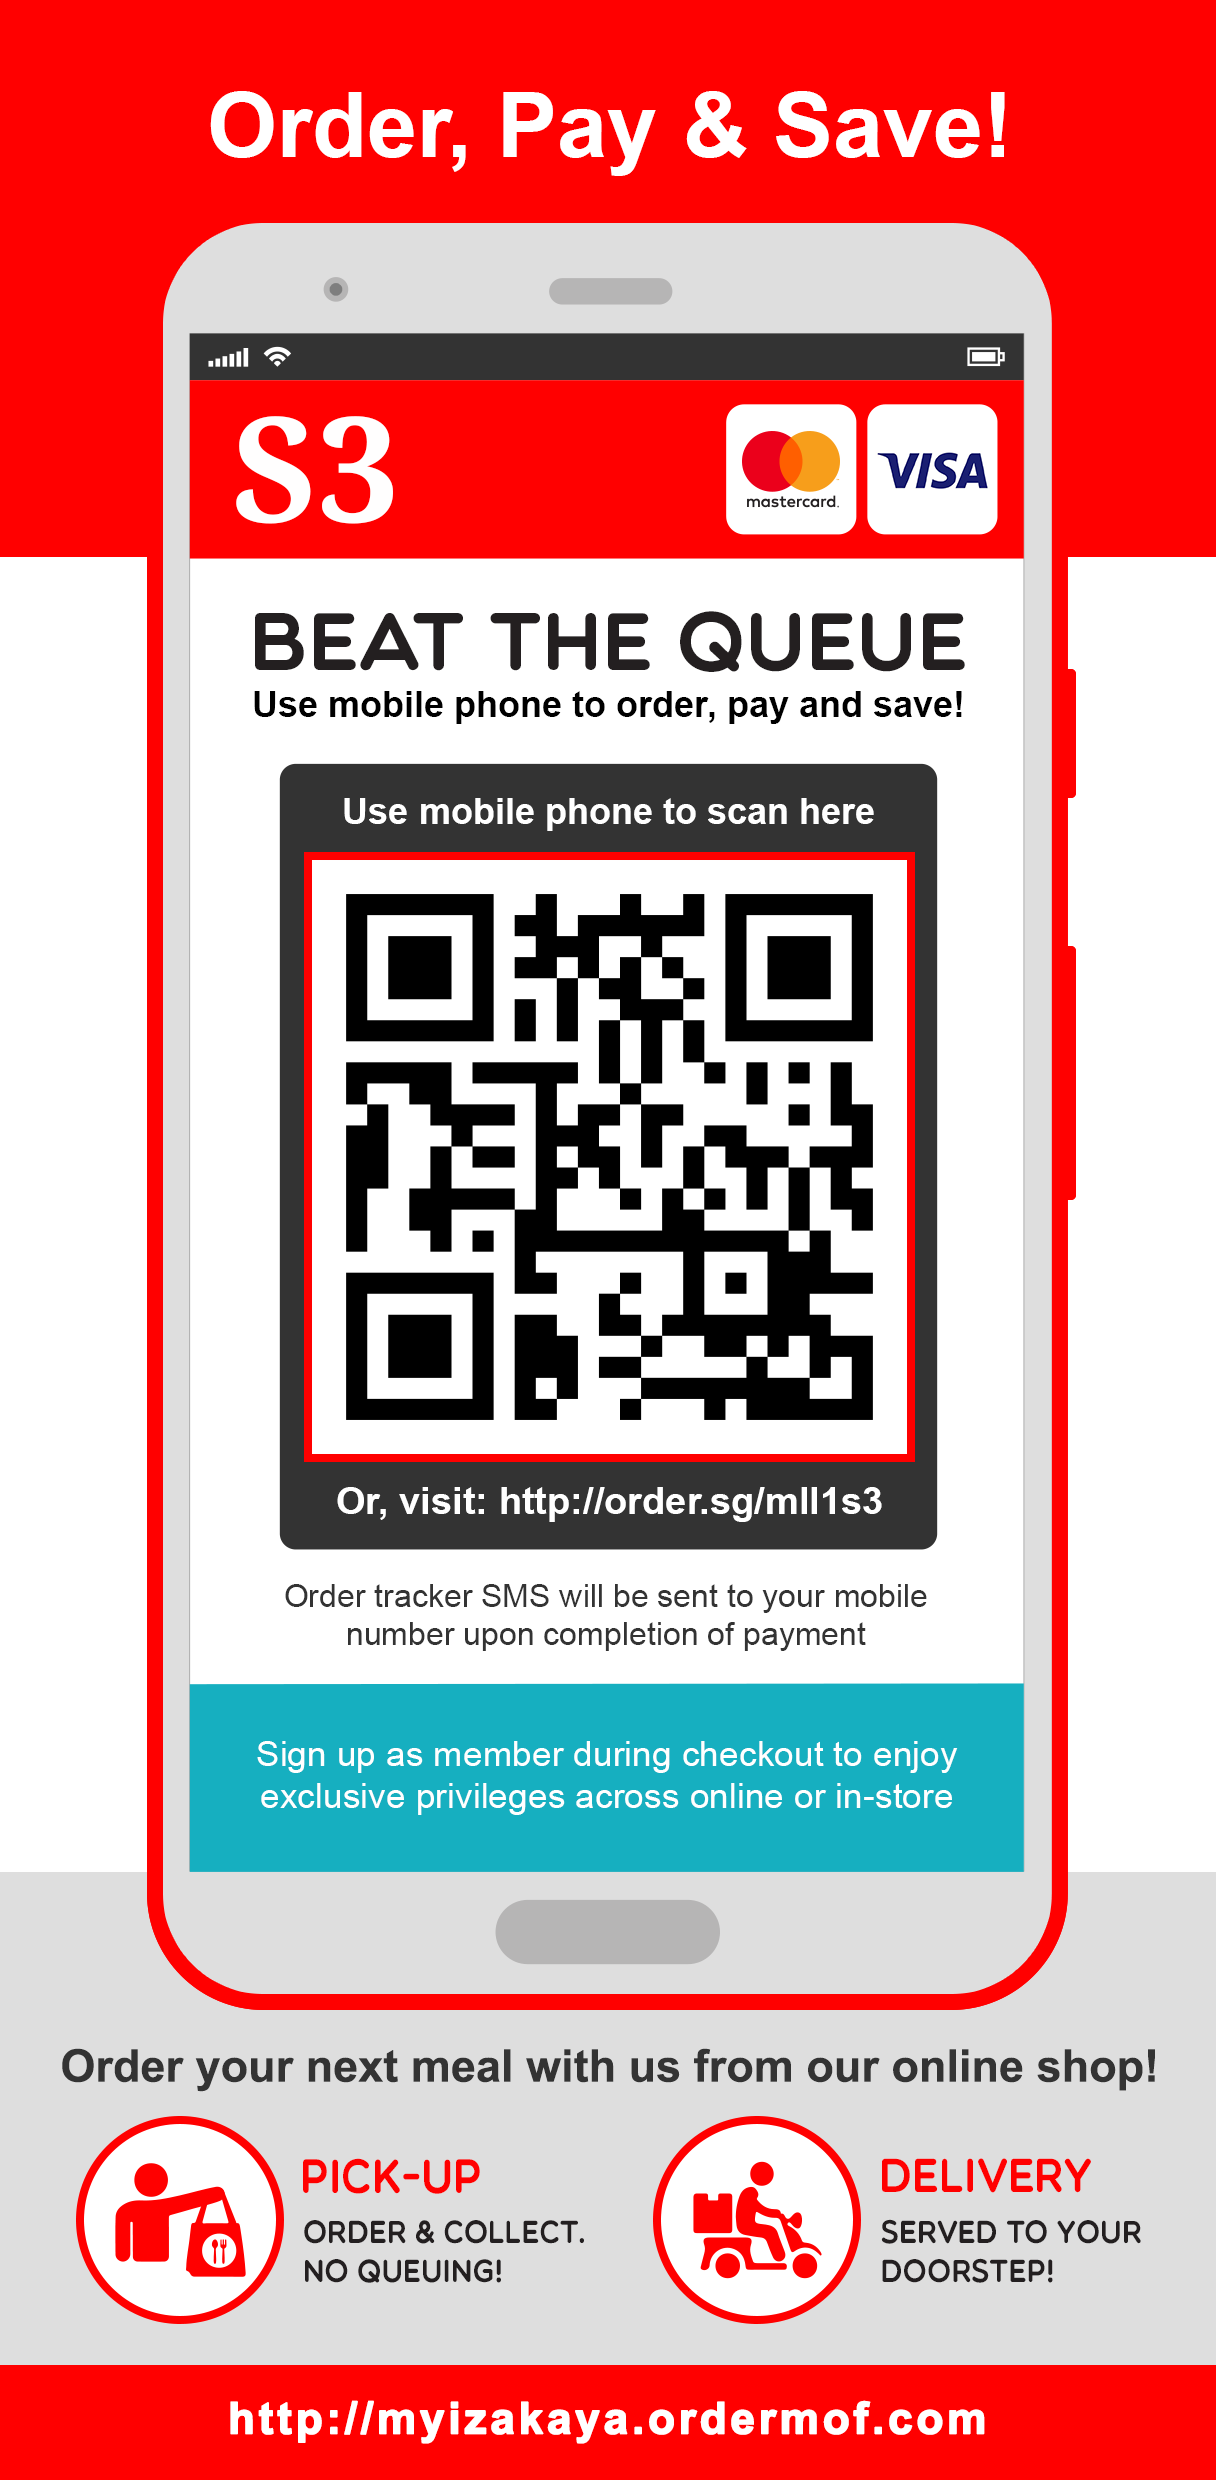 Order, Pay & Save!
S3
mastercard.
VISA
BEAT THE QUEUE
Use mobile phone to order, pay and save!
Use mobile phone to scan here
Or, visit: http://order.sg/mll1s3
Order tracker SMS will be sent to your mobile
number upon completion of payment
Sign up as member during checkout to enjoy
exclusive privileges across online or in-store
Order your next meal with us from our online shop!
PICK-UP
ORDER & COLLECT.
NO QUEUING!
DELIVERY
SERVED TO YOUR
DOORSTEP!
http://myizakaya.ordermof.com